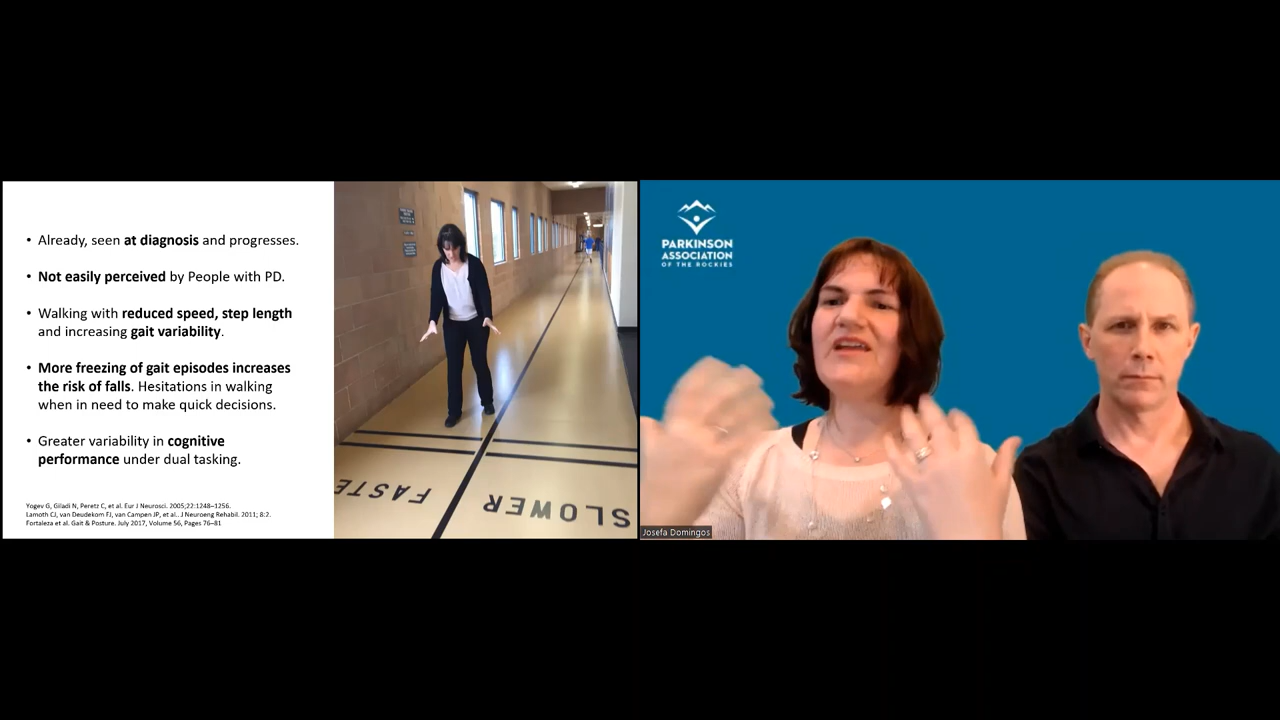 • Already, seen at diagnosis and progresses.
• Not easily perceived by People with PD.
• Walking with reduced speed, step length
and increasing gait variability.
• More freezing of gait episodes increases
the risk of falls. Hesitations in walking
when in need to make quick decisions.
• Greater variability in cognitive
performance under dual tasking.
Yogev G, Giladi N, Peretz C, et al. Eur J Neurosci. 2005;22:1248–1256.
Lamoth CJ, van Deudekom FJ, van Campen JP, et al.. J Neuroeng Rehabil. 2011; 8:2.
Fortaleza et al. Gait & Posture. July 2017, Volume 56, Pages 76–81
FASTE
SLOWER
PARKINSON
ASSOCIATION
OF THE ROCKIES
Josefa Domingos